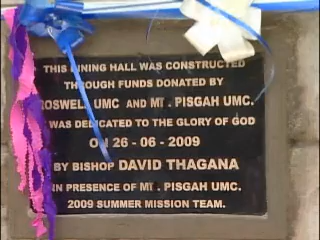 THIS DINING HALL WAS CONSTRUCTED
THROUGH FUNDS DONATED BY
ROSWELL UMC AND MT. PISGAH UMC.
WAS DEDICATED TO THE GLORY OF GOD
ON 26 - 06 - 2009
BY BISHOP DAVID THAGANA
IN PRESENCE OF MT. PISGAH UMC.
2009 SUMMER MISSION TEAM.